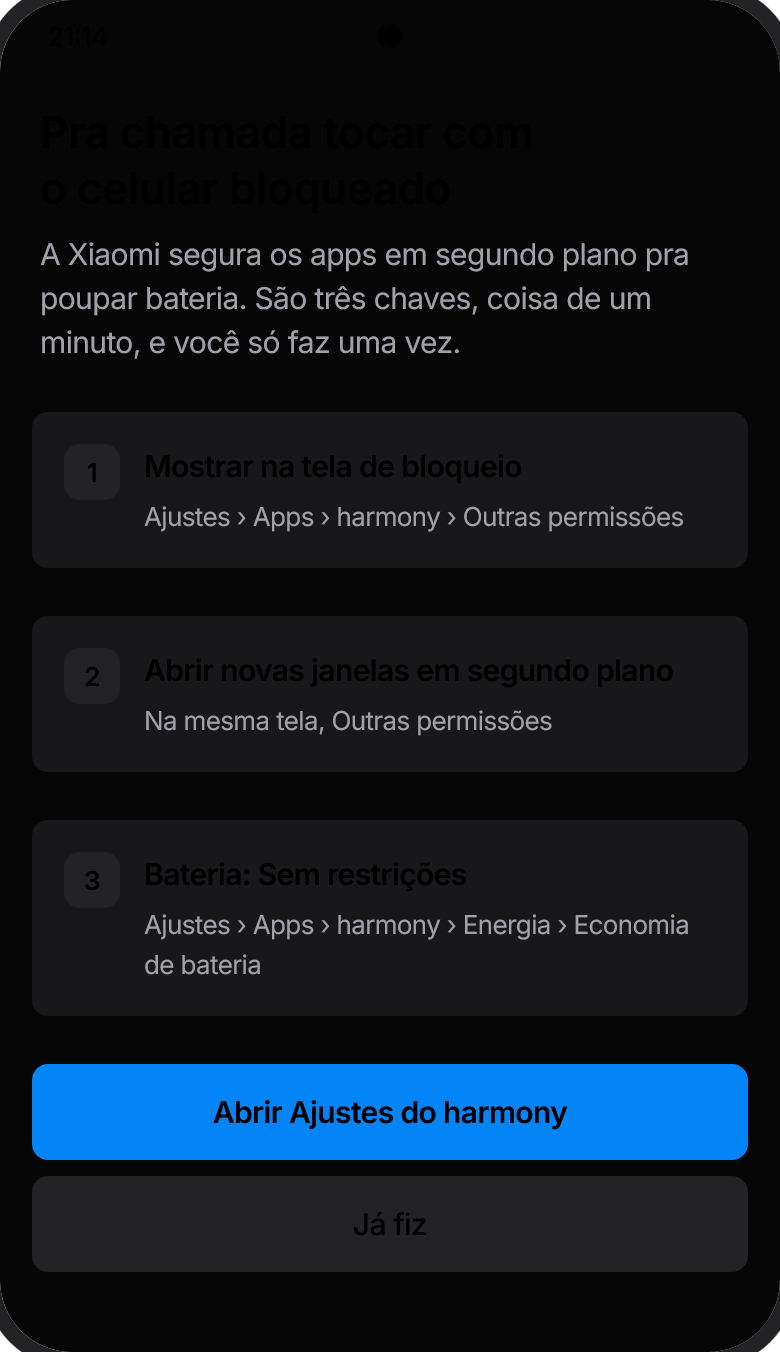 21:14
Pra chamada tocar com
o celular bloqueado
A Xiaomi segura os apps em segundo plano pra
poupar bateria. São três chaves, coisa de um
minuto, e você só faz uma vez.
1
Mostrar na tela de bloqueio
Ajustes › Apps › harmony › Outras permissões
2
Abrir novas janelas em segundo plano
Na mesma tela, Outras permissões
3
Bateria: Sem restrições
Ajustes › Apps › harmony › Energia › Economia
de bateria
Abrir Ajustes do harmony
Já fiz